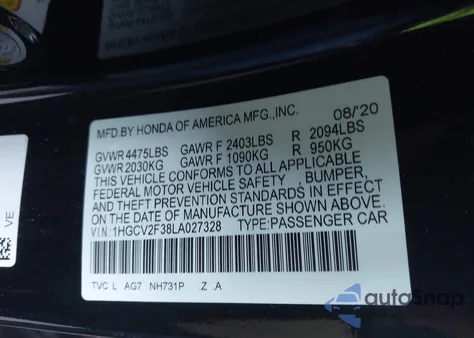 MFD.BY HONDA OF AMERICA MFG.,INC. 08/'20
GVWR 4475LBS GAWR F 2403LBS R 2094LBS
GVWR 2030KG GAWR F 1090KG R 950KG
THIS VEHICLE CONFORMS TO ALL APPLICABLE
FEDERAL MOTOR VEHICLE SAFETY , BUMPER,
AND THEFT PREVENTION STANDARDS IN EFFECT
ON THE DATE OF MANUFACTURE SHOWN ABOVE.
VIN:1HGCV2F38LA027328 TYPE:PASSENGER CAR
TVC L AG7 NH731P .Z .A
VE
autoSnap